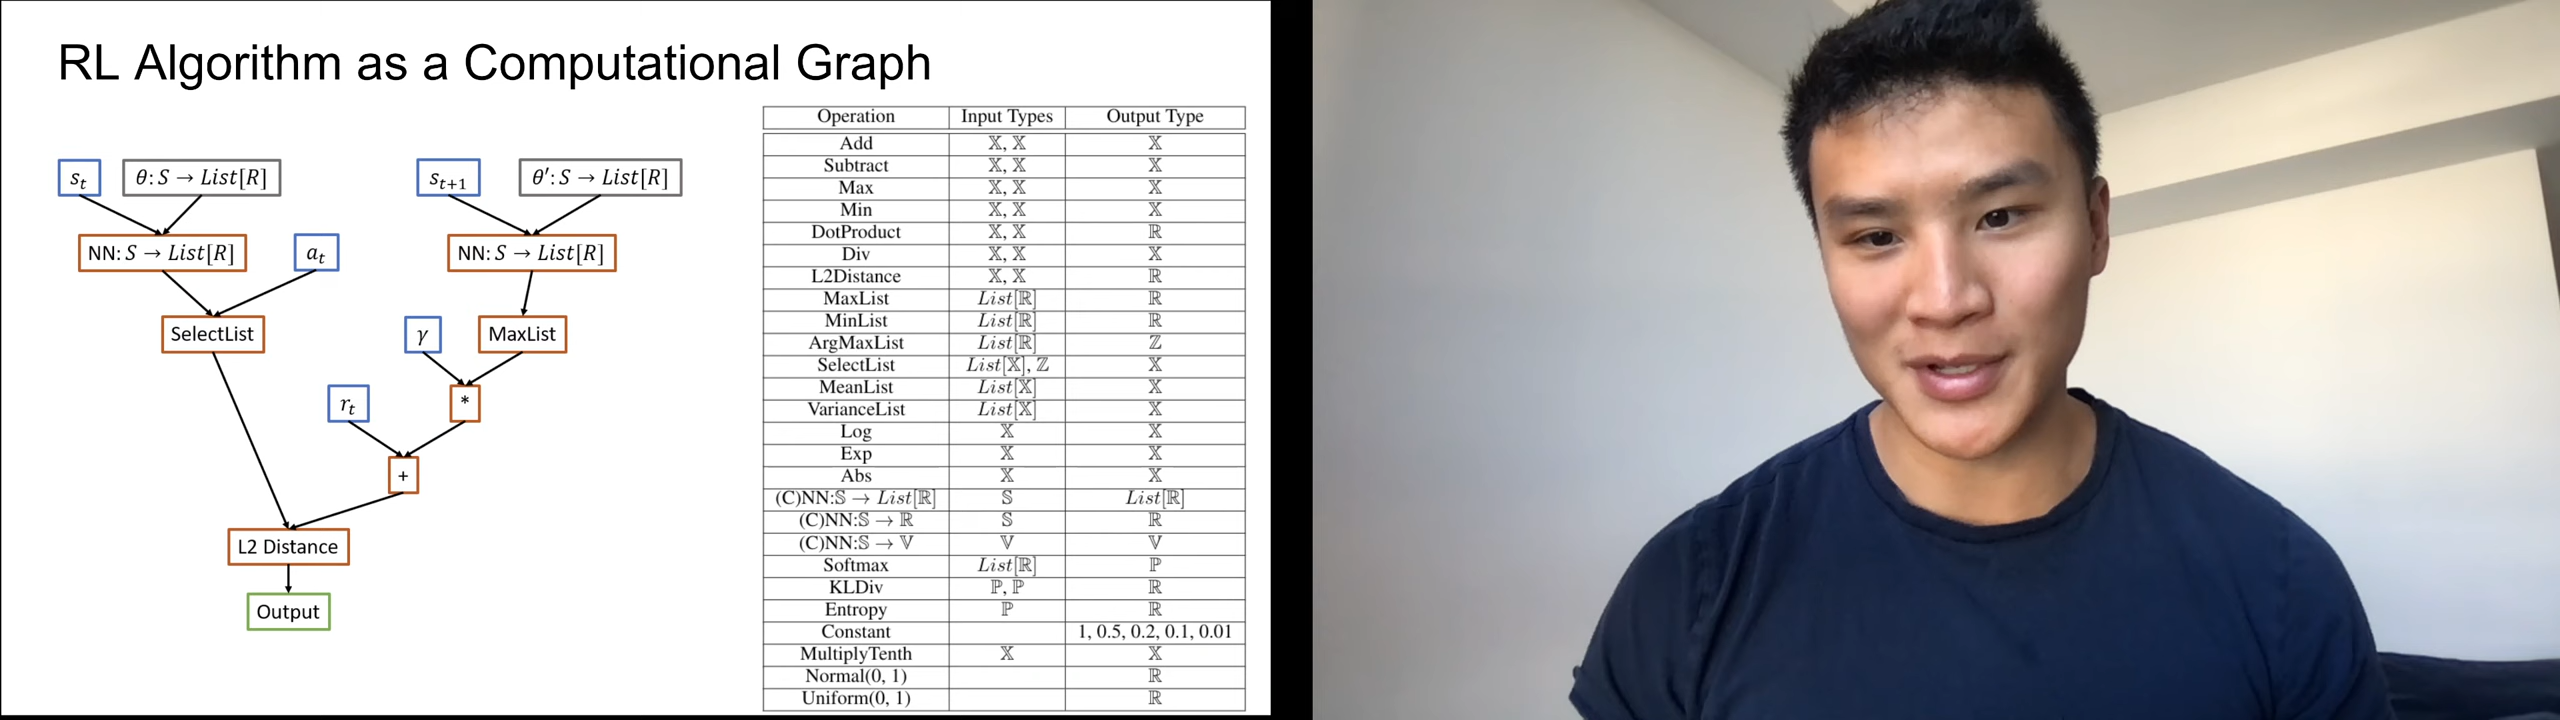 RL Algorithm as a Computational Graph
s_t
θ: S → List[R]
s_{t+1}
θ′: S → List[R]
NN: S → List[R]
a_t
NN: S → List[R]
SelectList
γ
MaxList
r_t
*
+
L2 Distance
Output
Operation Input Types Output Type
Add 𝕏, 𝕏 𝕏
Subtract 𝕏, 𝕏 𝕏
Max 𝕏, 𝕏 𝕏
Min 𝕏, 𝕏 𝕏
DotProduct 𝕏, 𝕏 ℝ
Div 𝕏, 𝕏 𝕏
L2Distance 𝕏, 𝕏 ℝ
MaxList List[ℝ] ℝ
MinList List[ℝ] ℝ
ArgMaxList List[ℝ] ℤ
SelectList List[𝕏], ℤ 𝕏
MeanList List[𝕏] 𝕏
VarianceList List[𝕏] 𝕏
Log 𝕏 𝕏
Exp 𝕏 𝕏
Abs 𝕏 𝕏
(C)NN:𝕊 → List[ℝ] 𝕊 List[ℝ]
(C)NN:𝕊 → ℝ 𝕊 ℝ
(C)NN:𝕊 → 𝕍 𝕍 𝕍
Softmax List[ℝ] ℙ
KLDiv ℙ, ℙ ℝ
Entropy ℙ ℝ
Constant 1, 0.5, 0.2, 0.1, 0.01
MultiplyTenth 𝕏 𝕏
Normal(0, 1) ℝ
Uniform(0, 1) ℝ